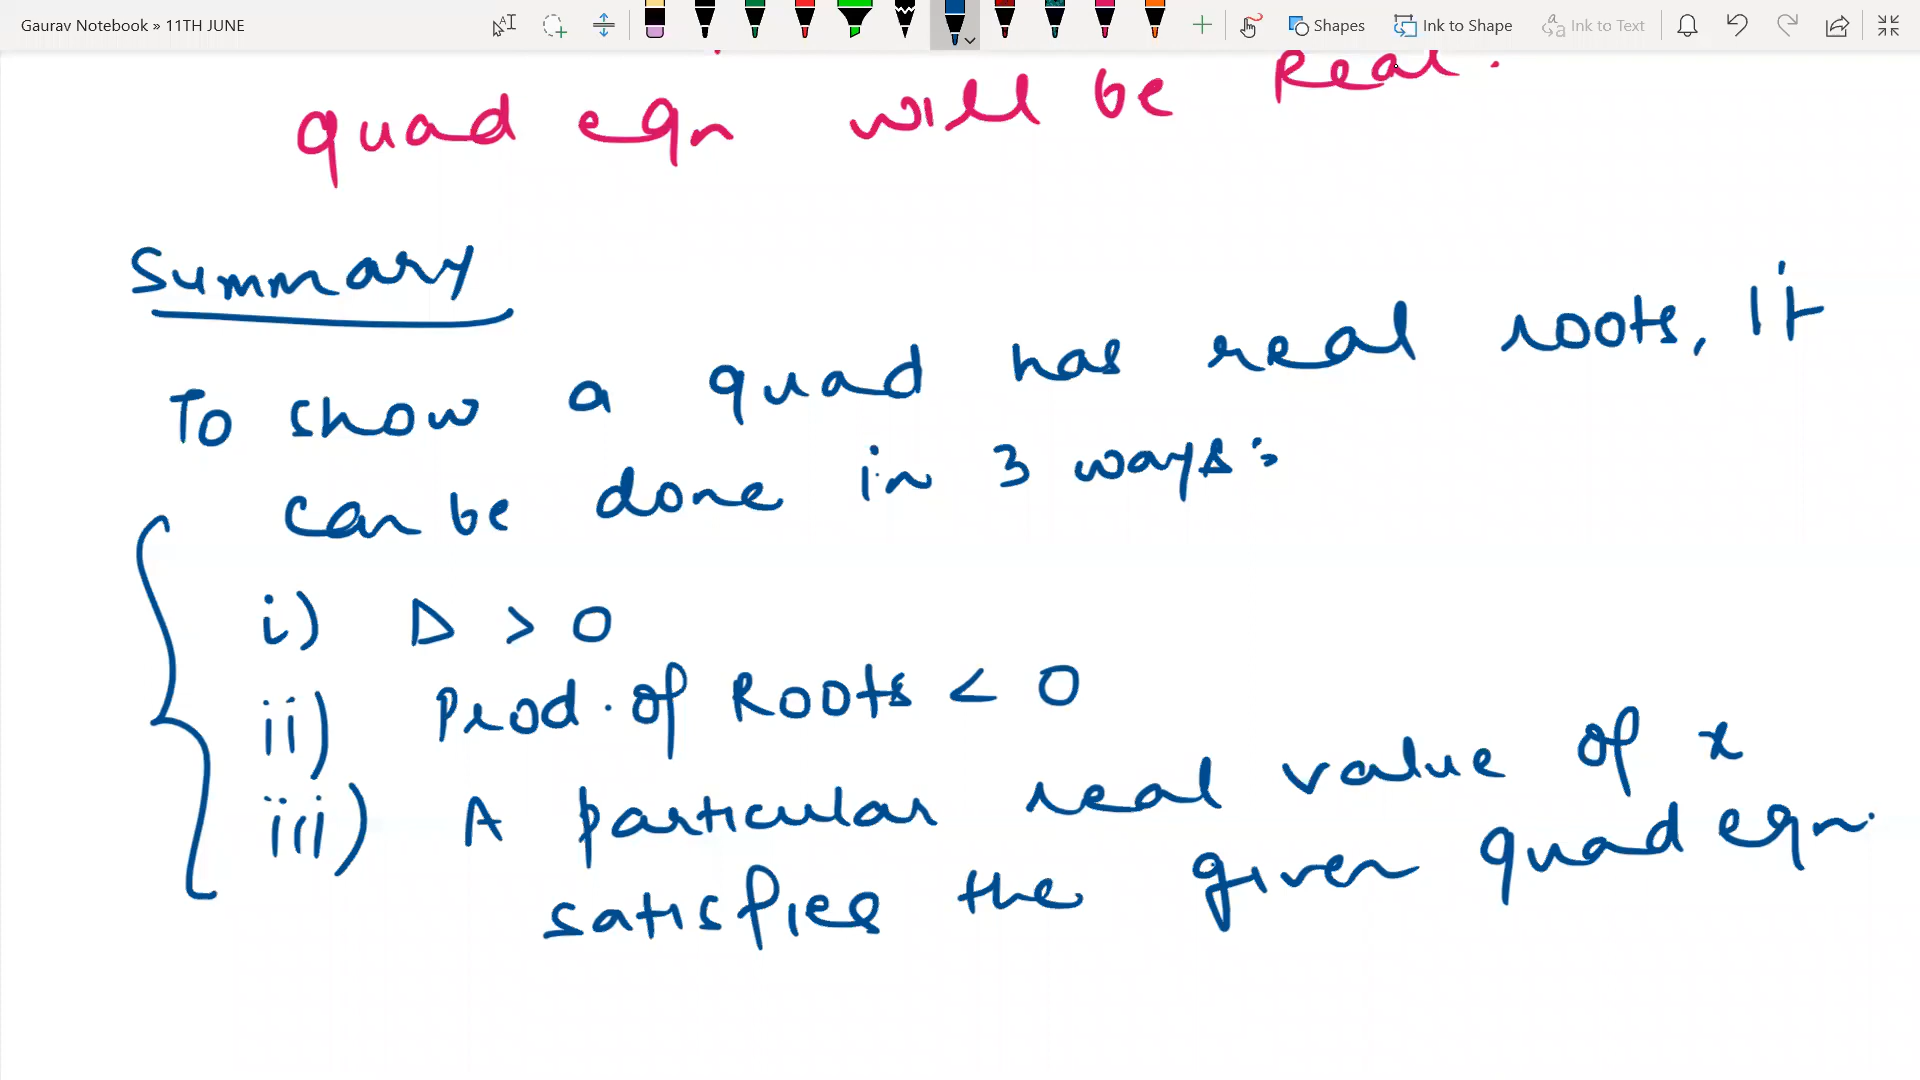 Gaurav Notebook » 11TH JUNE
Shapes
Ink to Shape
Ink to Text
quad eqn will be Real.
Summary
To show a quad has real roots, it
can be done in 3 ways:
i) Δ > 0
ii) Prod. of Roots < 0
iii) A particular real value of x
satisfies the given quad eqn.